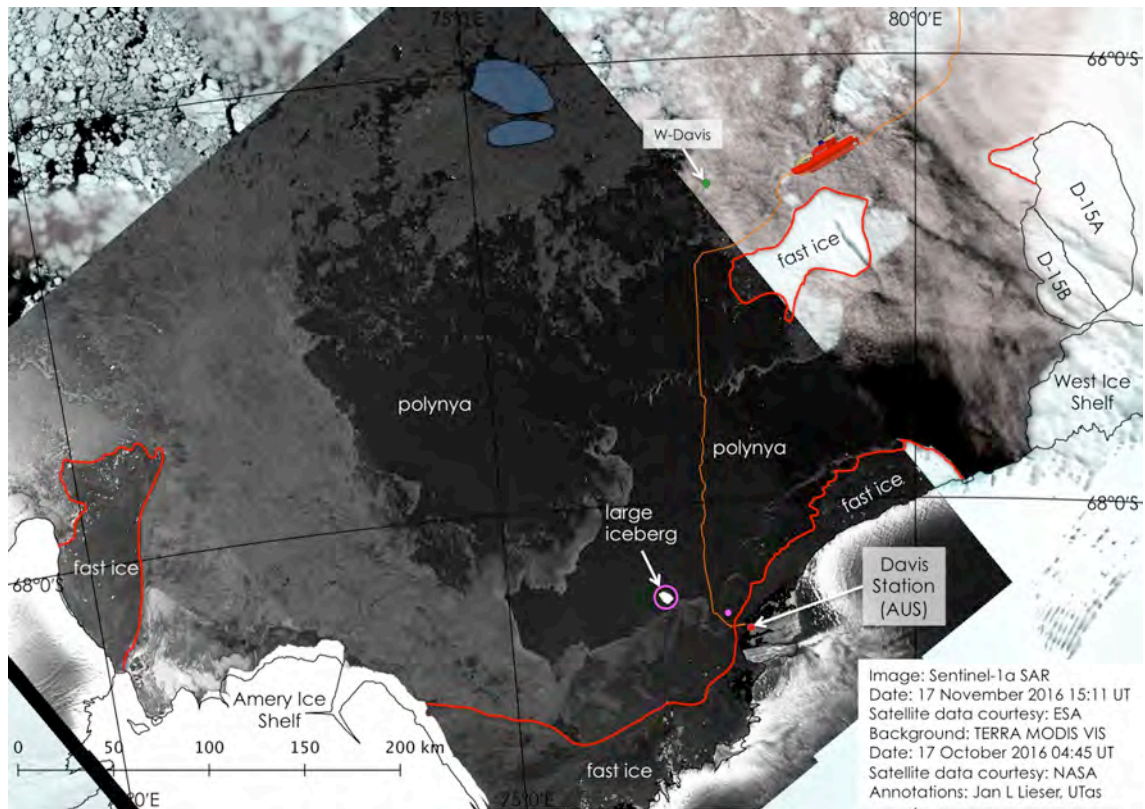 75°0'E
80°0'E
66°0'S
W-Davis
D-15A
D-15B
fast ice
West Ice
Shelf
polynya
polynya
fast ice
68°0'S
large
iceberg
fast ice
68°0'S
Davis
Station
(AUS)
Amery Ice
Shelf
fast ice
0 50 100 150 200 km
75°0'E
Image: Sentinel-1a SAR
Date: 17 November 2016 15:11 UT
Satellite data courtesy: ESA
Background: TERRA MODIS VIS
Date: 17 October 2016 04:45 UT
Satellite data courtesy: NASA
Annotations: Jan L Lieser, UTas